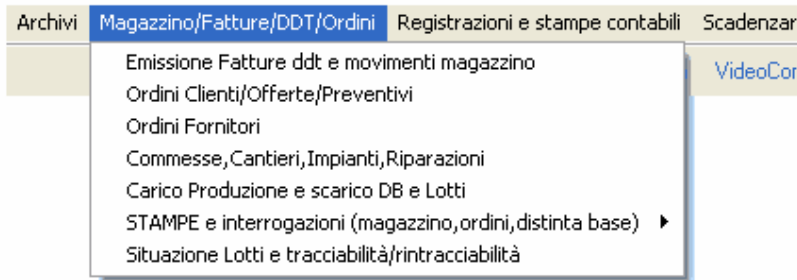 Archivi Magazzino/Fatture/DDT/Ordini Registrazioni e stampe contabili Scadenzar
VideoCon
Emissione Fatture ddt e movimenti magazzino
Ordini Clienti/Offerte/Preventivi
Ordini Fornitori
Commesse,Cantieri,Impianti,Riparazioni
Carico Produzione e scarico DB e Lotti
STAMPE e interrogazioni (magazzino,ordini,distinta base)
Situazione Lotti e tracciabilità/rintracciabilità